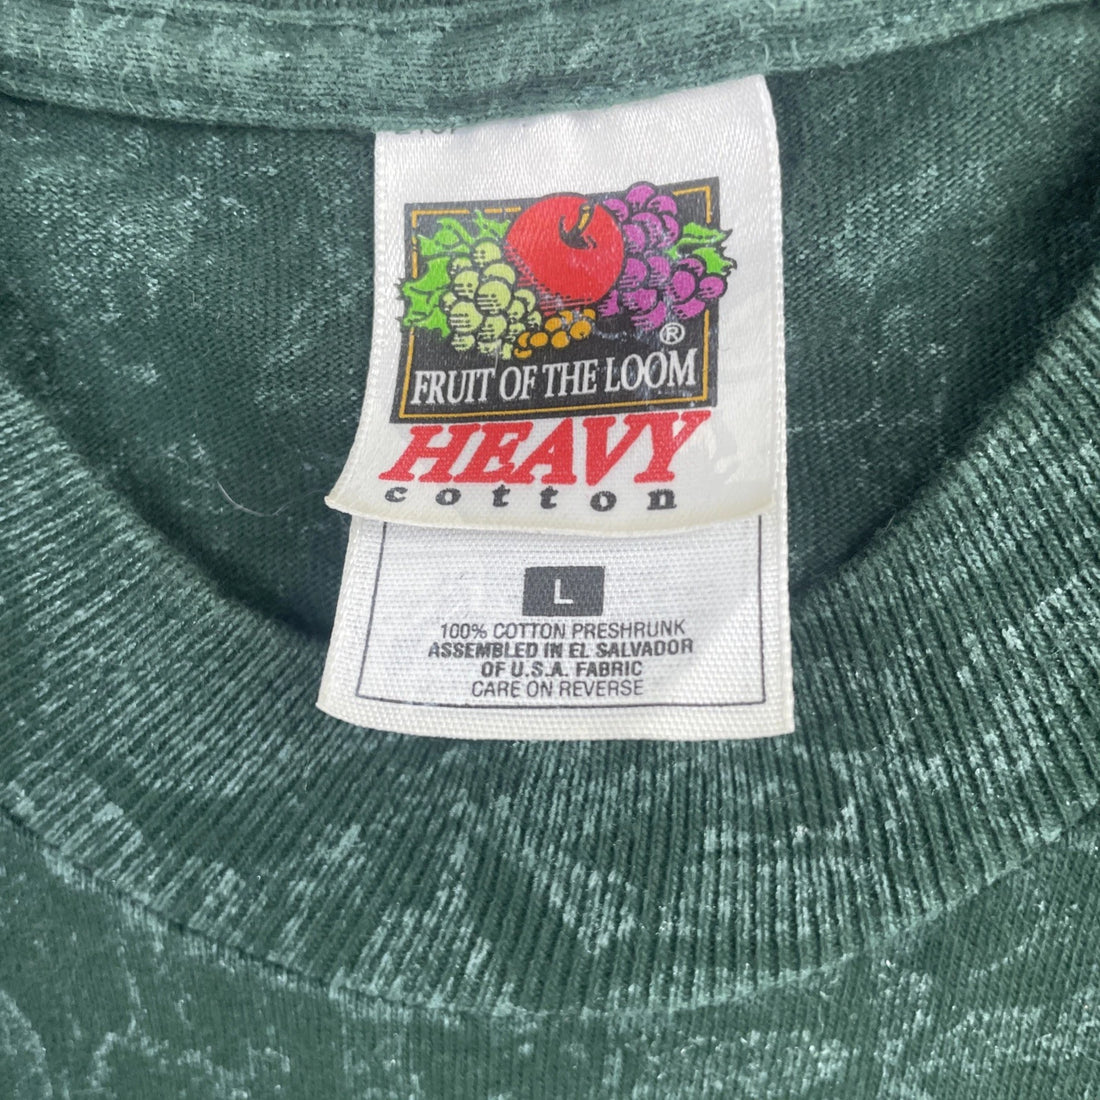 ®
FRUIT OF THE LOOM
HEAVY
cotton
L
100% COTTON PRESHRUNK
ASSEMBLED IN EL SALVADOR
OF U.S.A. FABRIC
CARE ON REVERSE